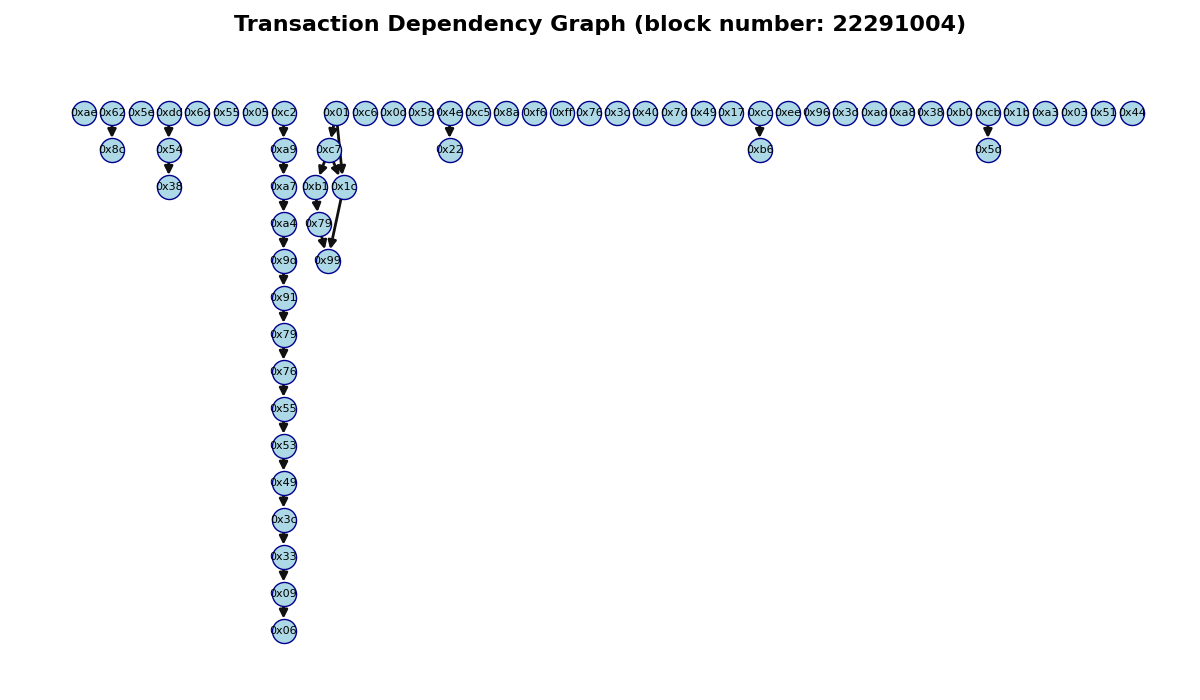 Transaction Dependency Graph (block number: 22291004)
0xae 0x62 0x5e 0xdd 0x6d 0x55 0x05 0xc2 0x01 0xc6 0x0d 0x58 0x4e 0xc5 0x8a 0xf6 0xff 0x76 0x3c 0x40 0x7d 0x49 0x17 0xcc 0xee 0x96 0x3d 0xad 0xa8 0x38 0xb0 0xcb 0x1b 0xa3 0x03 0x51 0x44
0x8c 0x54 0xa9 0xc7 0x22 0xb6 0x5d
0x38 0xa7 0xb1 0x1c
0xa4 0x79
0x9d 0x99
0x91
0x79
0x76
0x55
0x53
0x49
0x3c
0x33
0x09
0x06